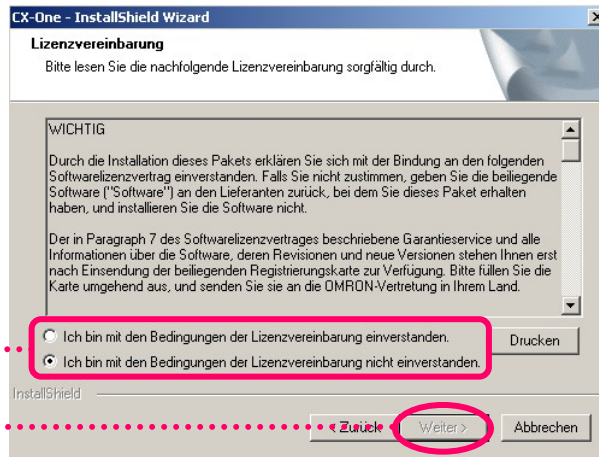 CX-One - InstallShield Wizard
Lizenzvereinbarung
Bitte lesen Sie die nachfolgende Lizenzvereinbarung sorgfältig durch.
WICHTIG
Durch die Installation dieses Pakets erklären Sie sich mit der Bindung an den folgenden
Softwarelizenzvertrag einverstanden. Falls Sie nicht zustimmen, geben Sie die beiliegende
Software ("Software") an den Lieferanten zurück, bei dem Sie dieses Paket erhalten
haben, und installieren Sie die Software nicht.
Der in Paragraph 7 des Softwarelizenzvertrages beschriebene Garantieservice und alle
Informationen über die Software, deren Revisionen und neue Versionen stehen Ihnen erst
nach Einsendung der beiliegenden Registrierungskarte zur Verfügung. Bitte füllen Sie die
Karte umgehend aus, und senden Sie sie an die OMRON-Vertretung in Ihrem Land.
Ich bin mit den Bedingungen der Lizenzvereinbarung einverstanden.
Ich bin mit den Bedingungen der Lizenzvereinbarung nicht einverstanden.
Drucken
InstallShield
< Zurück Weiter > Abbrechen